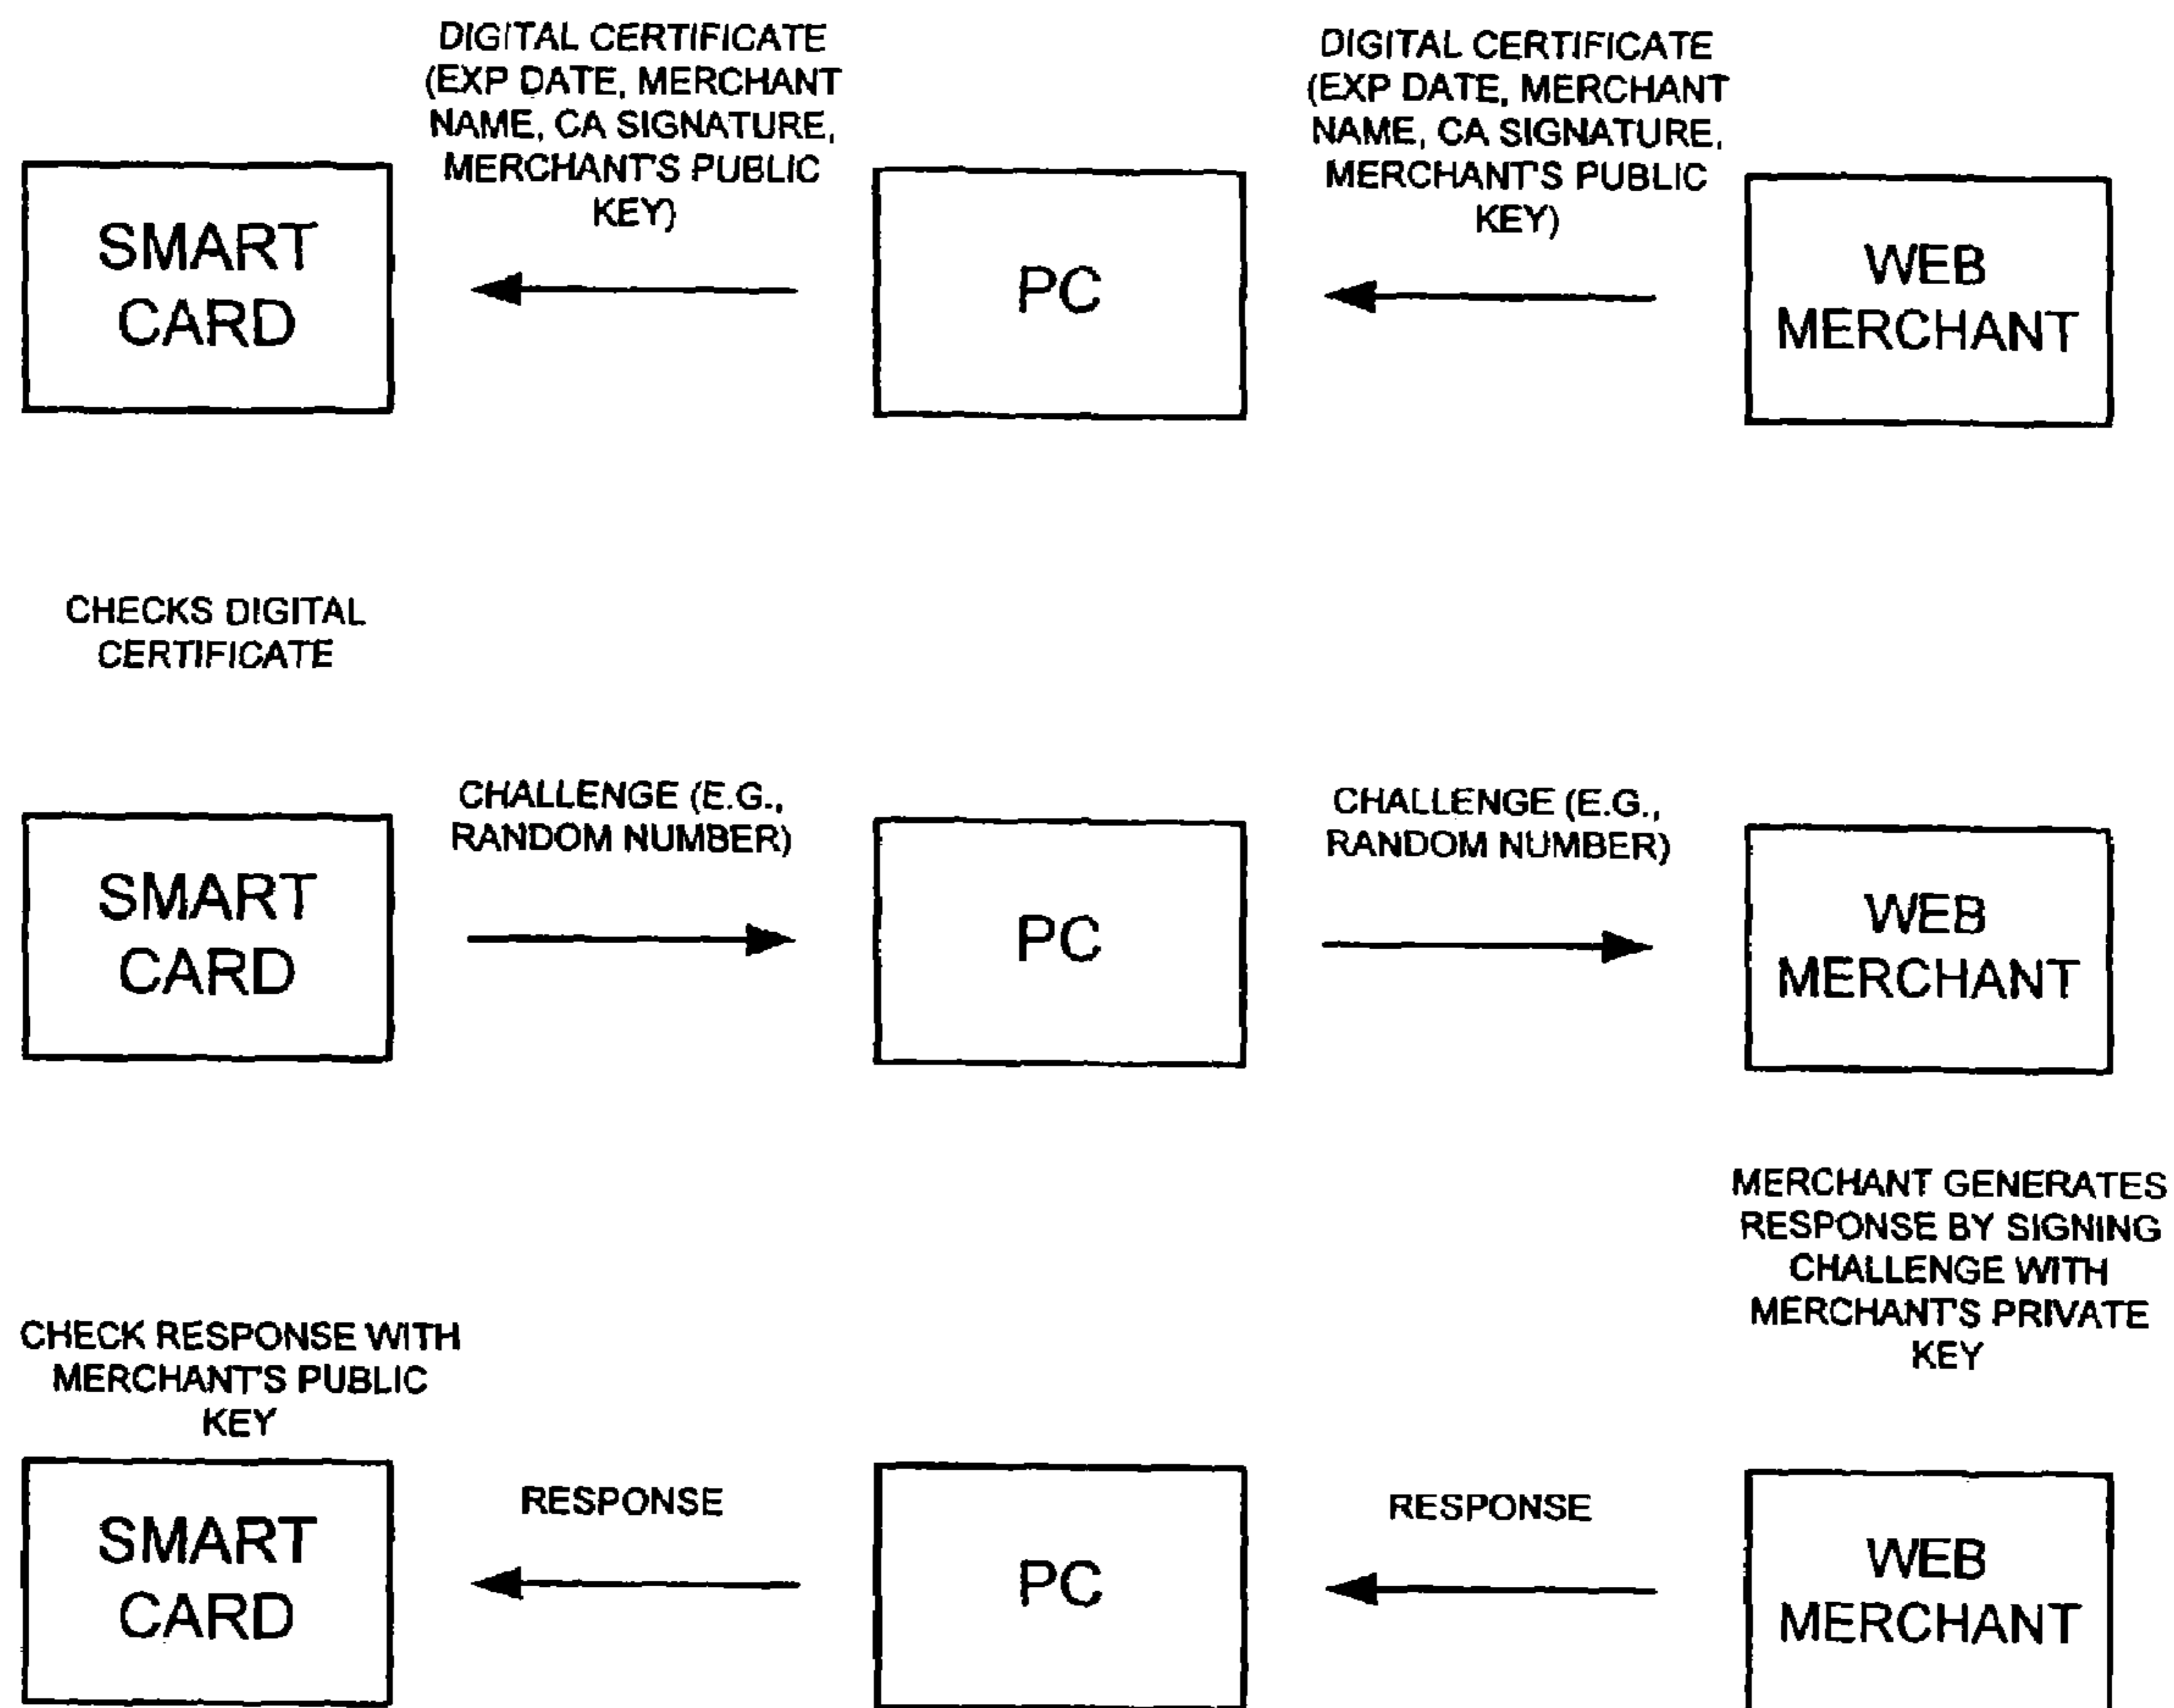 DIGITAL CERTIFICATE
(EXP DATE, MERCHANT
NAME, CA SIGNATURE,
MERCHANT'S PUBLIC
KEY)
DIGITAL CERTIFICATE
(EXP DATE, MERCHANT
NAME, CA SIGNATURE,
MERCHANT'S PUBLIC
KEY)
SMART
CARD
PC
WEB
MERCHANT
CHECKS DIGITAL
CERTIFICATE
CHALLENGE (E.G.,
RANDOM NUMBER)
CHALLENGE (E.G.,
RANDOM NUMBER)
SMART
CARD
PC
WEB
MERCHANT
MERCHANT GENERATES
RESPONSE BY SIGNING
CHALLENGE WITH
MERCHANT'S PRIVATE
KEY
CHECK RESPONSE WITH
MERCHANT'S PUBLIC
KEY
SMART
CARD
RESPONSE
PC
RESPONSE
WEB
MERCHANT